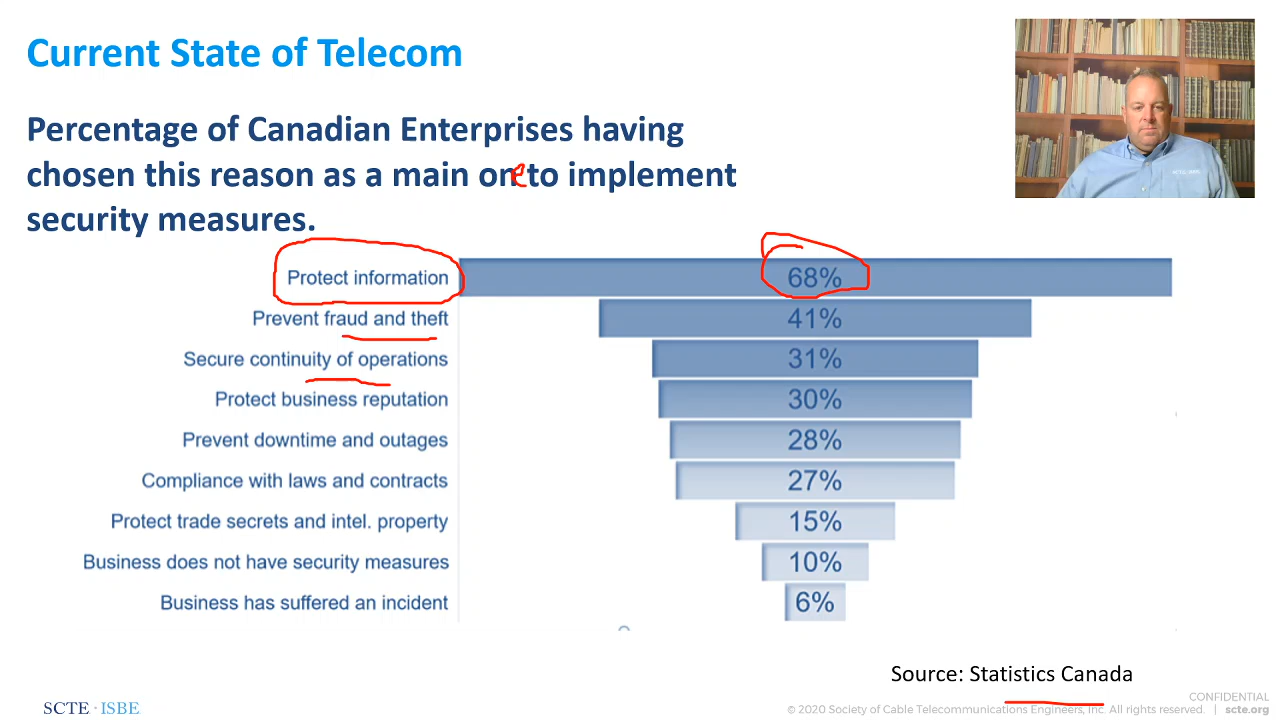 Current State of Telecom
Percentage of Canadian Enterprises having
chosen this reason as a main one to implement
security measures.
Protect information 68%
Prevent fraud and theft 41%
Secure continuity of operations 31%
Protect business reputation 30%
Prevent downtime and outages 28%
Compliance with laws and contracts 27%
Protect trade secrets and intel. property 15%
Business does not have security measures 10%
Business has suffered an incident 6%
Source: Statistics Canada
CONFIDENTIAL
SCTE · ISBE
© 2020 Society of Cable Telecommunications Engineers, Inc. All rights reserved. | scte.org